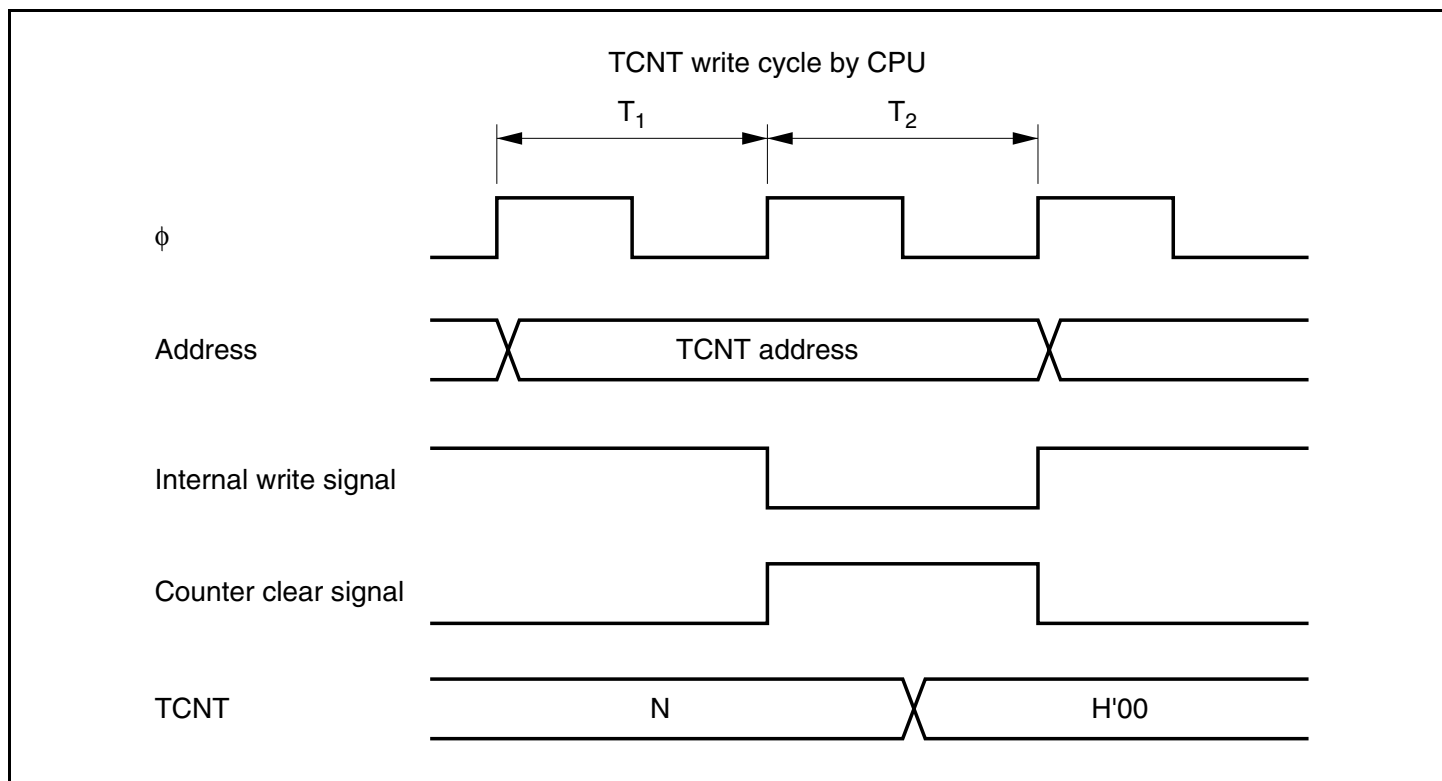 TCNT write cycle by CPU
T₁ T₂
ϕ
Address TCNT address
Internal write signal
Counter clear signal
TCNT N H'00